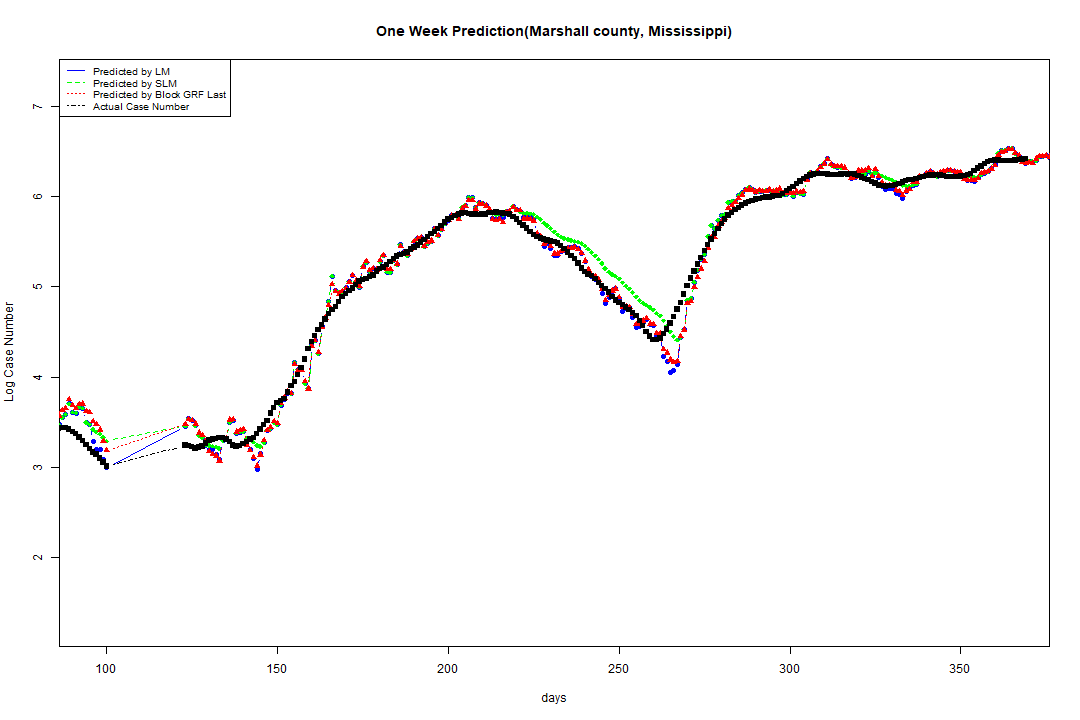 One Week Prediction(Marshall county, Mississippi)
Predicted by LM
Predicted by SLM
Predicted by Block GRF Last
Actual Case Number
7
6
5
4
3
2
Log Case Number
100 150 200 250 300 350
days